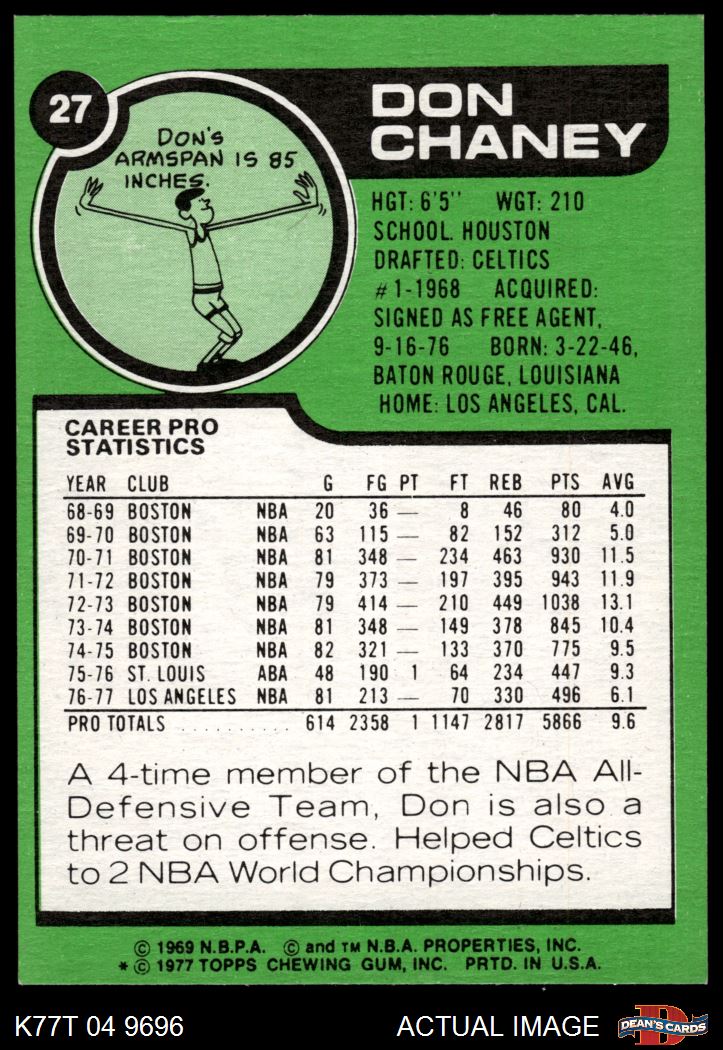 27
DON'S
ARMSPAN IS 85
INCHES.
DON
CHANEY
HGT: 6'5'' WGT: 210
SCHOOL. HOUSTON
DRAFTED: CELTICS
#1-1968 ACQUIRED:
SIGNED AS FREE AGENT,
9-16-76 BORN: 3-22-46,
BATON ROUGE, LOUISIANA
HOME: LOS ANGELES, CAL.
CAREER PRO
STATISTICS
YEAR CLUB G FG PT FT REB PTS AVG
68-69 BOSTON NBA 20 36 — 8 46 80 4.0
69-70 BOSTON NBA 63 115 — 82 152 312 5.0
70-71 BOSTON NBA 81 348 — 234 463 930 11.5
71-72 BOSTON NBA 79 373 — 197 395 943 11.9
72-73 BOSTON NBA 79 414 — 210 449 1038 13.1
73-74 BOSTON NBA 81 348 — 149 378 845 10.4
74-75 BOSTON NBA 82 321 — 133 370 775 9.5
75-76 ST. LOUIS ABA 48 190 1 64 234 447 9.3
76-77 LOS ANGELES NBA 81 213 — 70 330 496 6.1
PRO TOTALS .......... 614 2358 1 1147 2817 5866 9.6
A 4-time member of the NBA All-
Defensive Team, Don is also a
threat on offense. Helped Celtics
to 2 NBA World Championships.
© 1969 N.B.P.A. © and TM N.B.A. PROPERTIES, INC.
* © 1977 TOPPS CHEWING GUM, INC. PRTD. IN U.S.A.
K77T 04 9696 ACTUAL IMAGE
D
DEAN'S CARDS